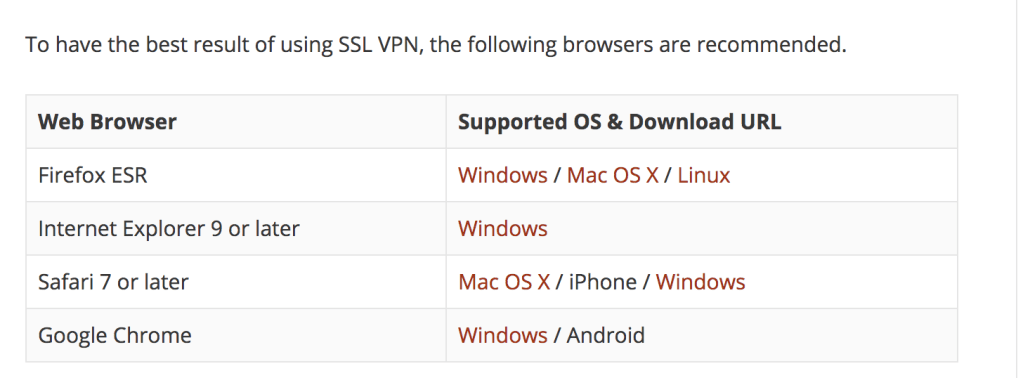 To have the best result of using SSL VPN, the following browsers are recommended.
Web Browser Supported OS & Download URL
Firefox ESR Windows / Mac OS X / Linux
Internet Explorer 9 or later Windows
Safari 7 or later Mac OS X / iPhone / Windows
Google Chrome Windows / Android